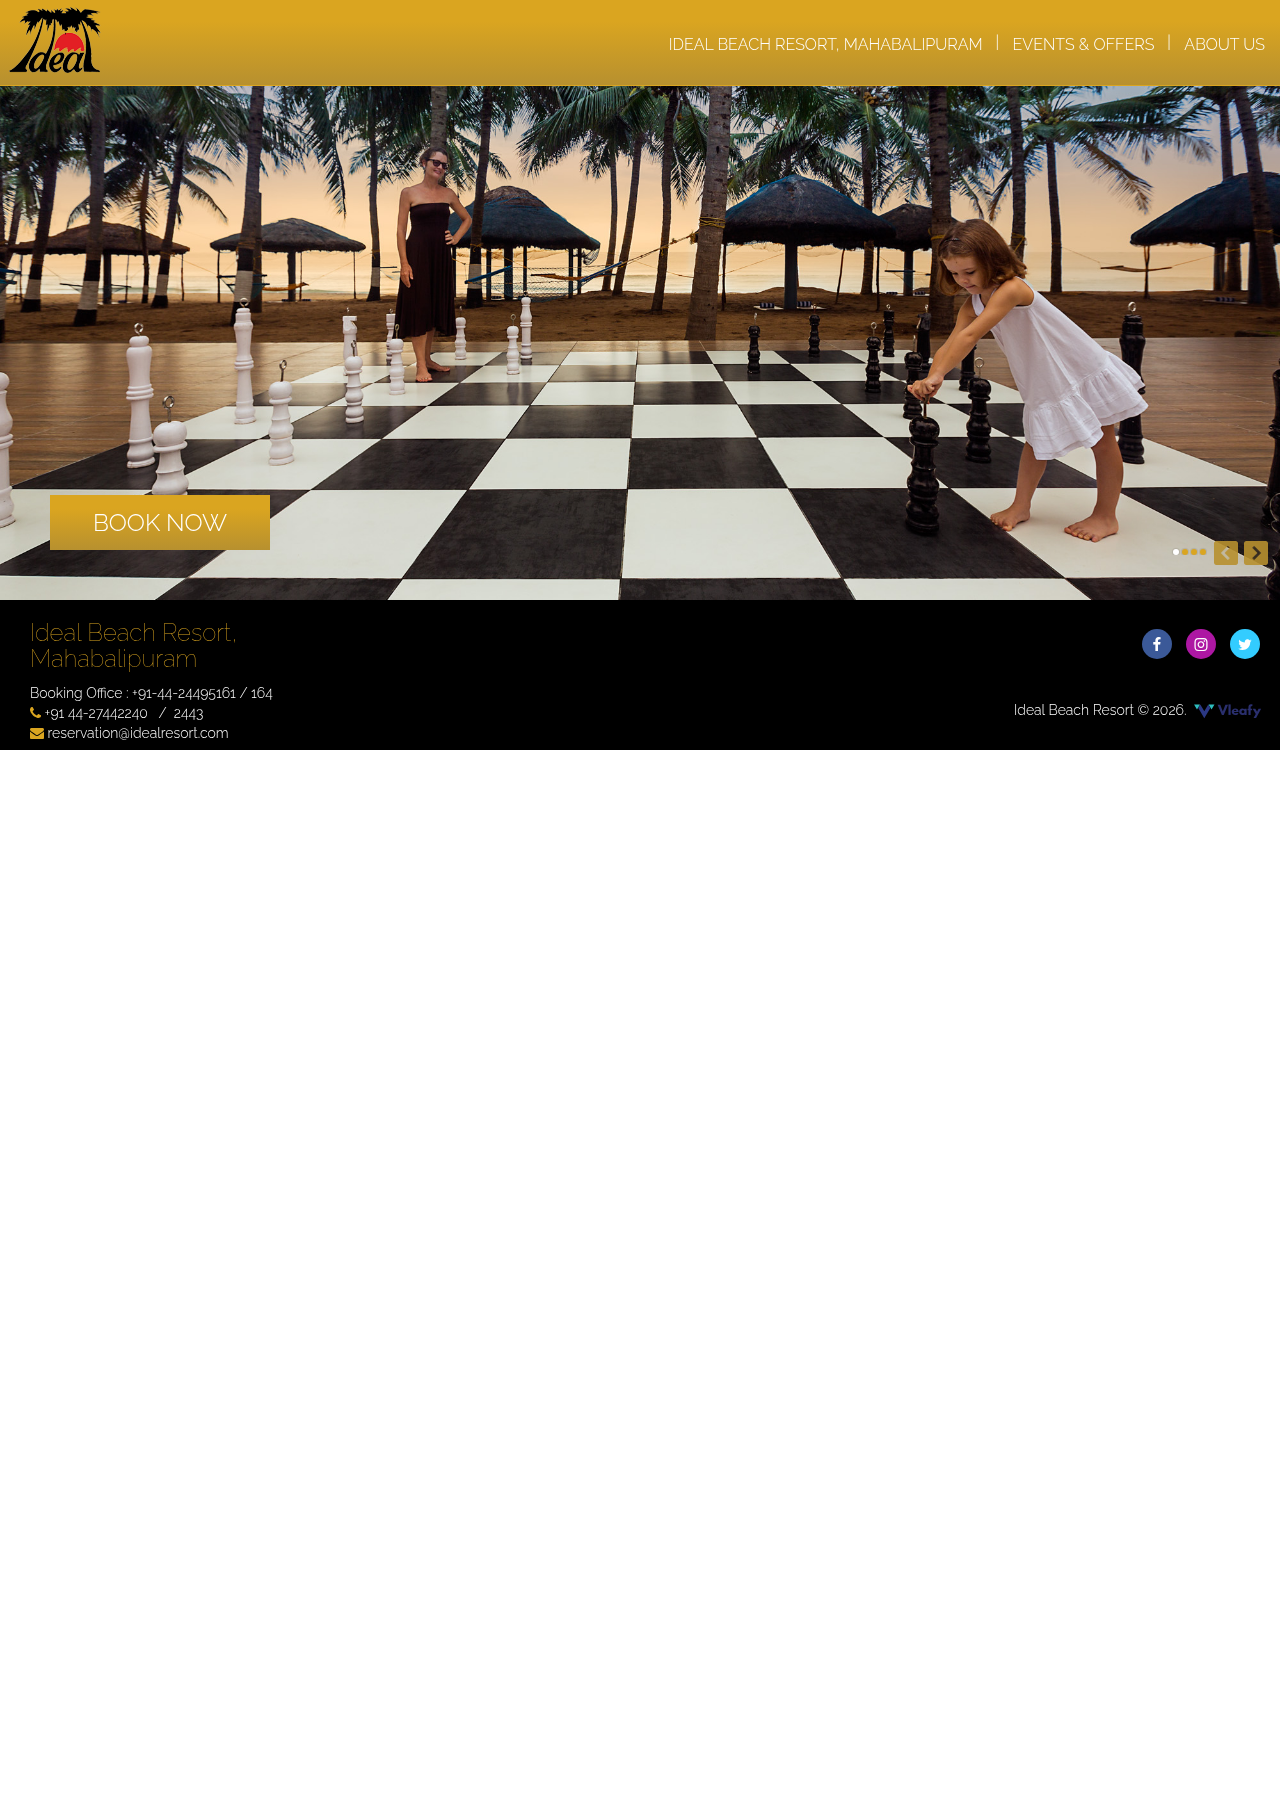 Ideal
IDEAL BEACH RESORT, MAHABALIPURAM | EVENTS & OFFERS | ABOUT US
BOOK NOW
Ideal Beach Resort,
Mahabalipuram
Booking Office : +91-44-24495161 / 164
+91 44-27442240 / 2443
reservation@idealresort.com
Ideal Beach Resort © 2026. Vleafy